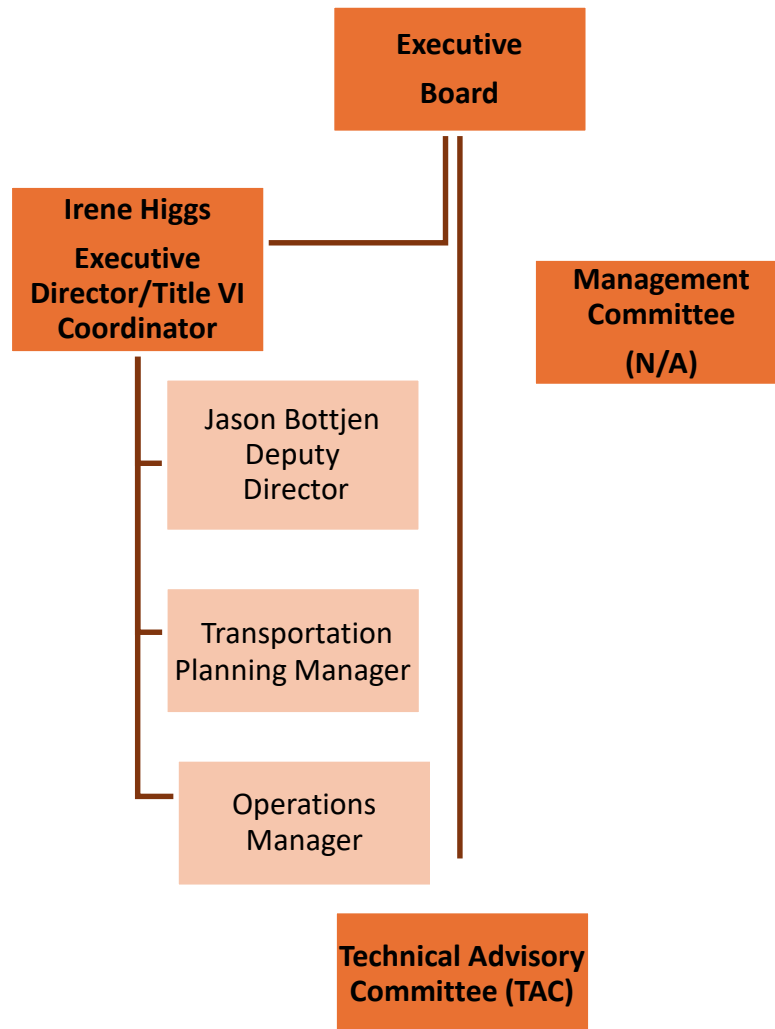 Executive
Board
Irene Higgs
Executive
Director/Title VI
Coordinator
Management
Committee
(N/A)
Jason Bottjen
Deputy
Director
Transportation
Planning Manager
Operations
Manager
Technical Advisory
Committee (TAC)